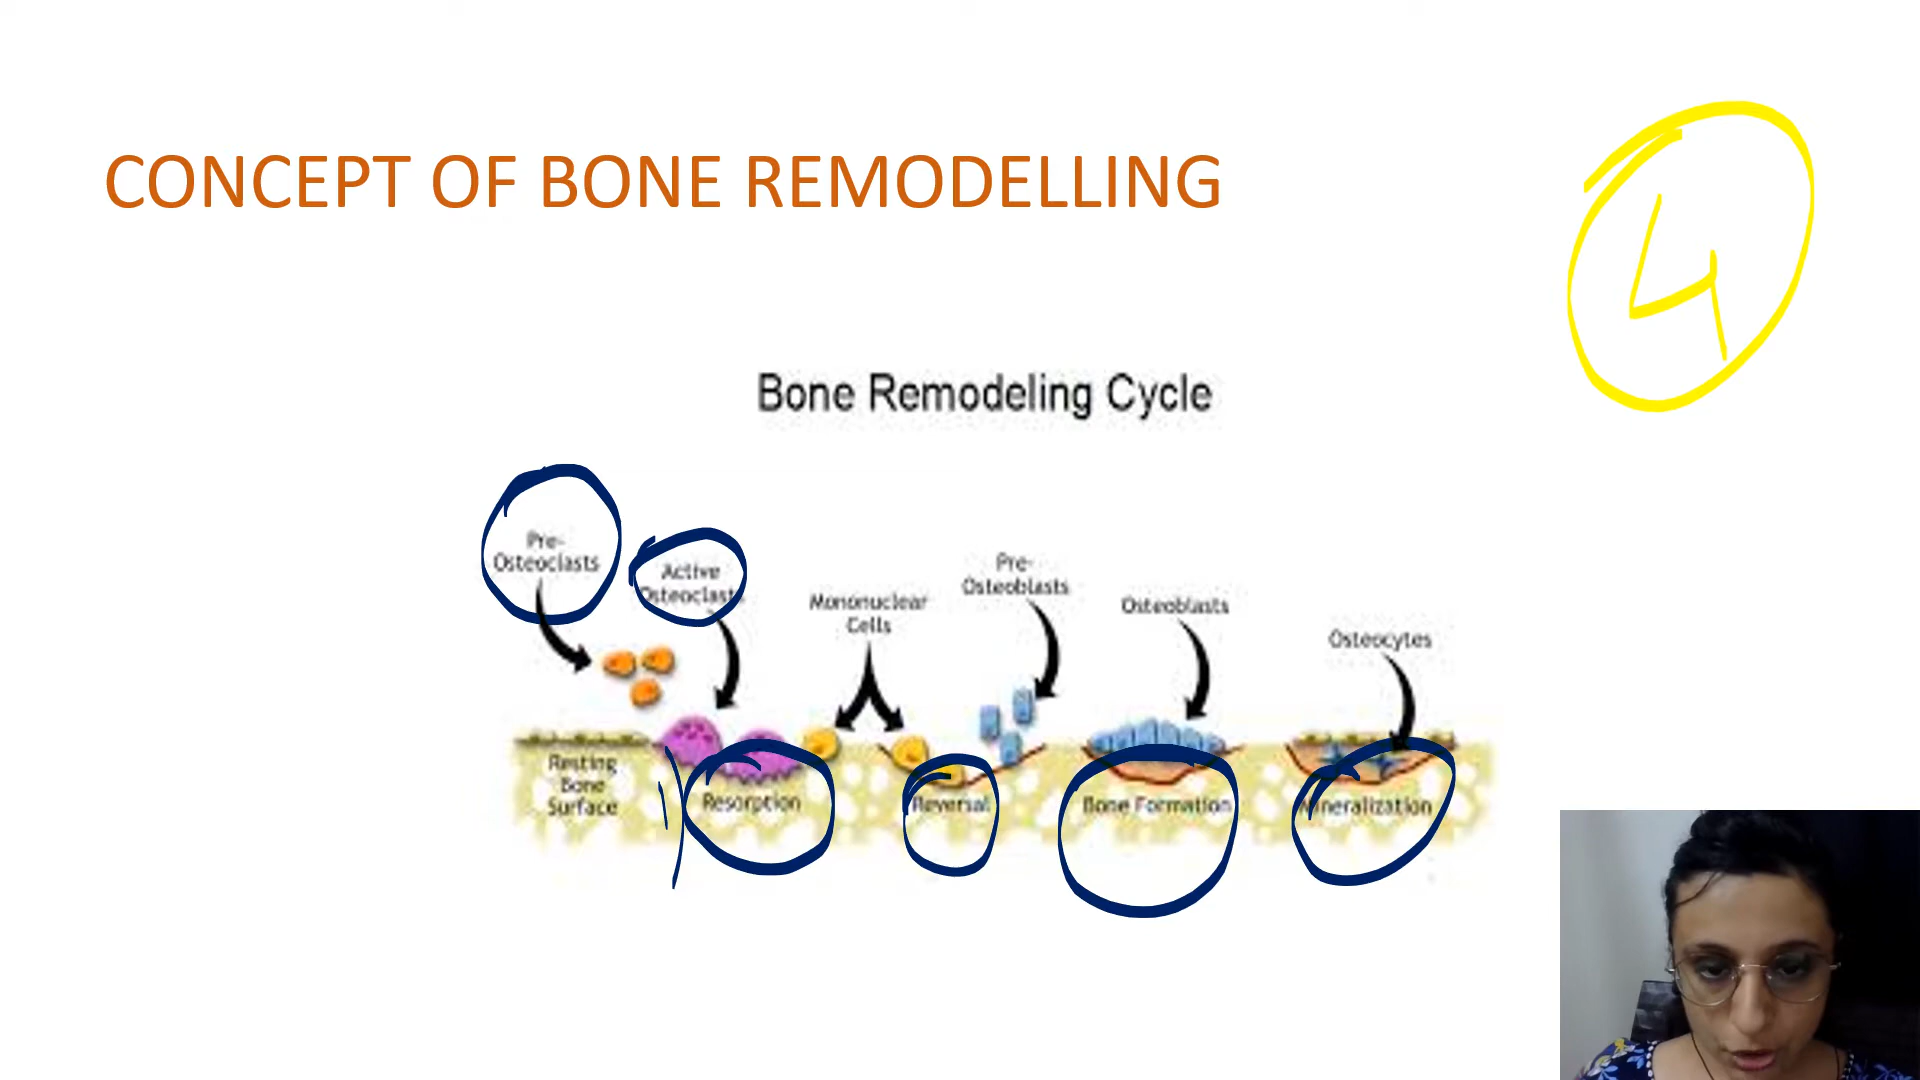 CONCEPT OF BONE REMODELLING
4
Bone Remodeling Cycle
Pre-
Osteoclasts
Active
Osteoclasts
Mononuclear
Cells
Pre-
Osteoblasts
Osteoblasts
Osteocytes
Resting
Bone
Surface
Resorption
Reversal
Bone Formation
Mineralization